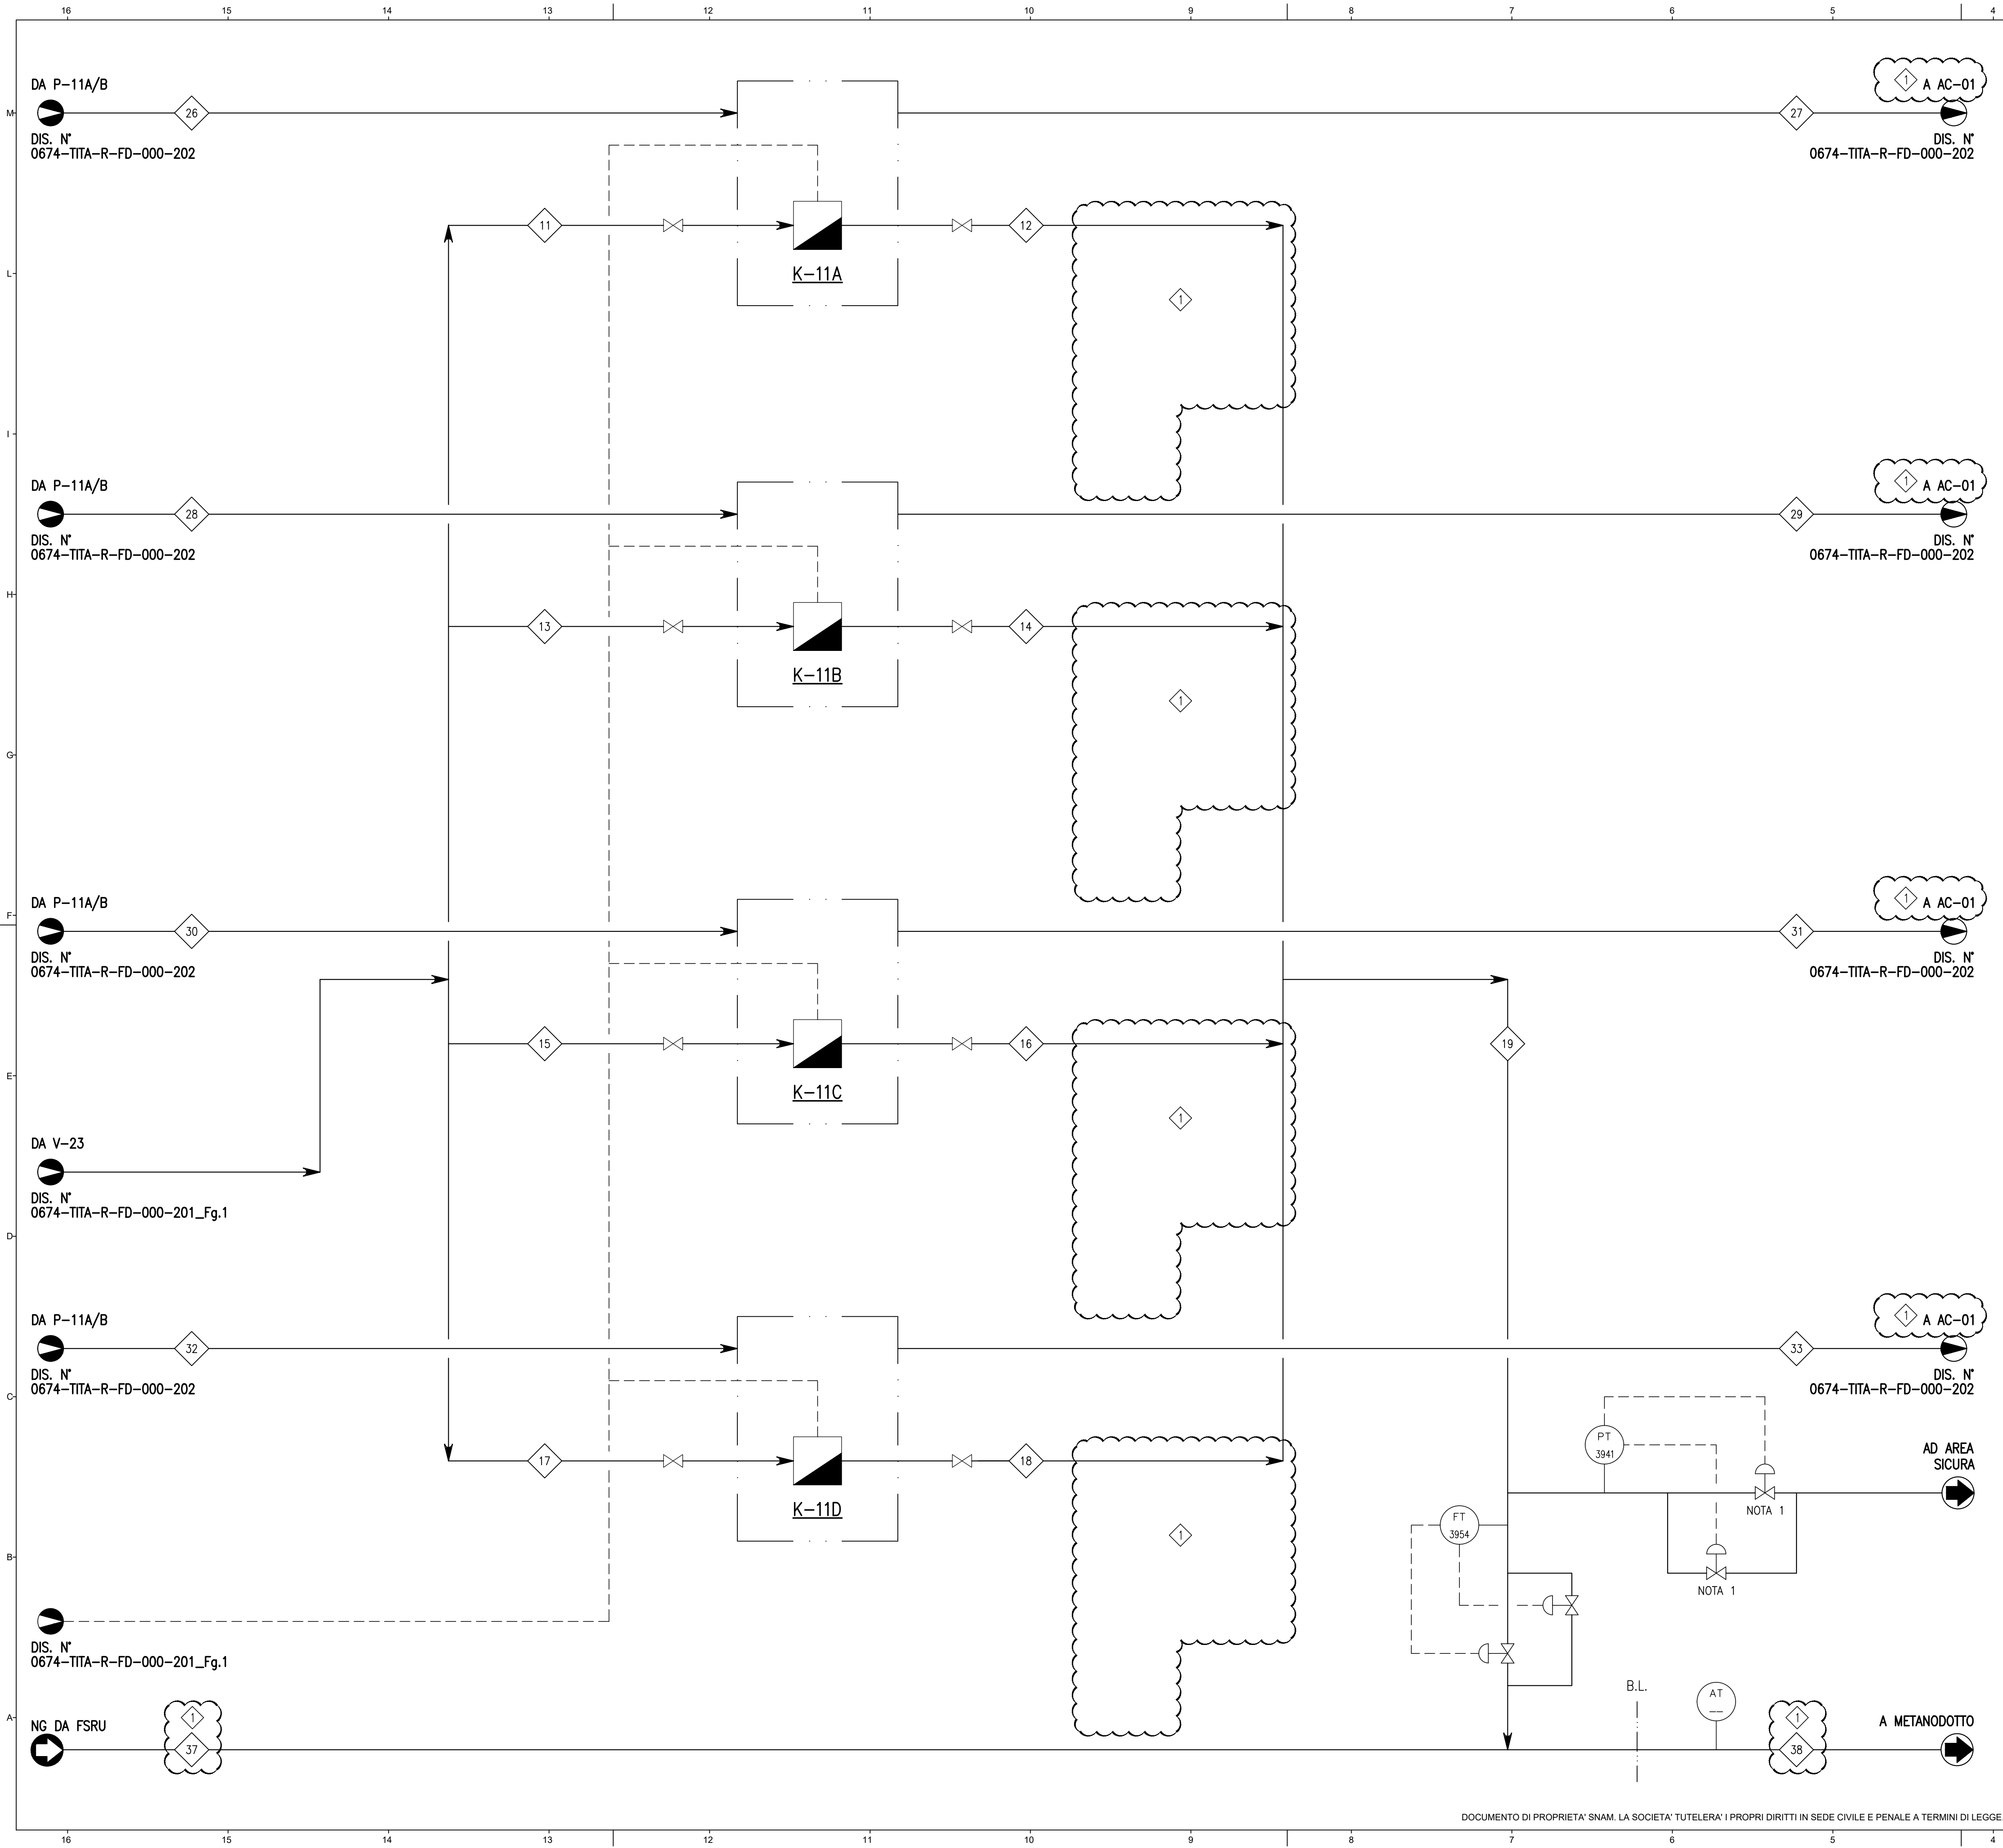 16 15 14 13 12 11 10 9 8 7 6 5 4
DA P-11A/B
1 A AC-01
M
26
27
DIS. N°
0674-TITA-R-FD-000-202
DIS. N°
0674-TITA-R-FD-000-202
11
12
L
K-11A
1
I
DA P-11A/B
1 A AC-01
28
29
DIS. N°
0674-TITA-R-FD-000-202
DIS. N°
0674-TITA-R-FD-000-202
H
13
14
K-11B
1
G
DA P-11A/B
1 A AC-01
F
30
31
DIS. N°
0674-TITA-R-FD-000-202
DIS. N°
0674-TITA-R-FD-000-202
15
16
19
E
K-11C
1
DA V-23
DIS. N°
0674-TITA-R-FD-000-201_Fg.1
D
DA P-11A/B
1 A AC-01
32
33
DIS. N°
0674-TITA-R-FD-000-202
DIS. N°
0674-TITA-R-FD-000-202
C
17
18
PT
3941
AD AREA
SICURA
K-11D
NOTA 1
1
FT
3954
B
NOTA 1
DIS. N°
0674-TITA-R-FD-000-201_Fg.1
B.L.
AT
__
A
NG DA FSRU
1
37
1
38
A METANODOTTO
DOCUMENTO DI PROPRIETA' SNAM. LA SOCIETA' TUTELERA' I PROPRI DIRITTI IN SEDE CIVILE E PENALE A TERMINI DI LEGGE
16 15 14 13 12 11 10 9 8 7 6 5 4